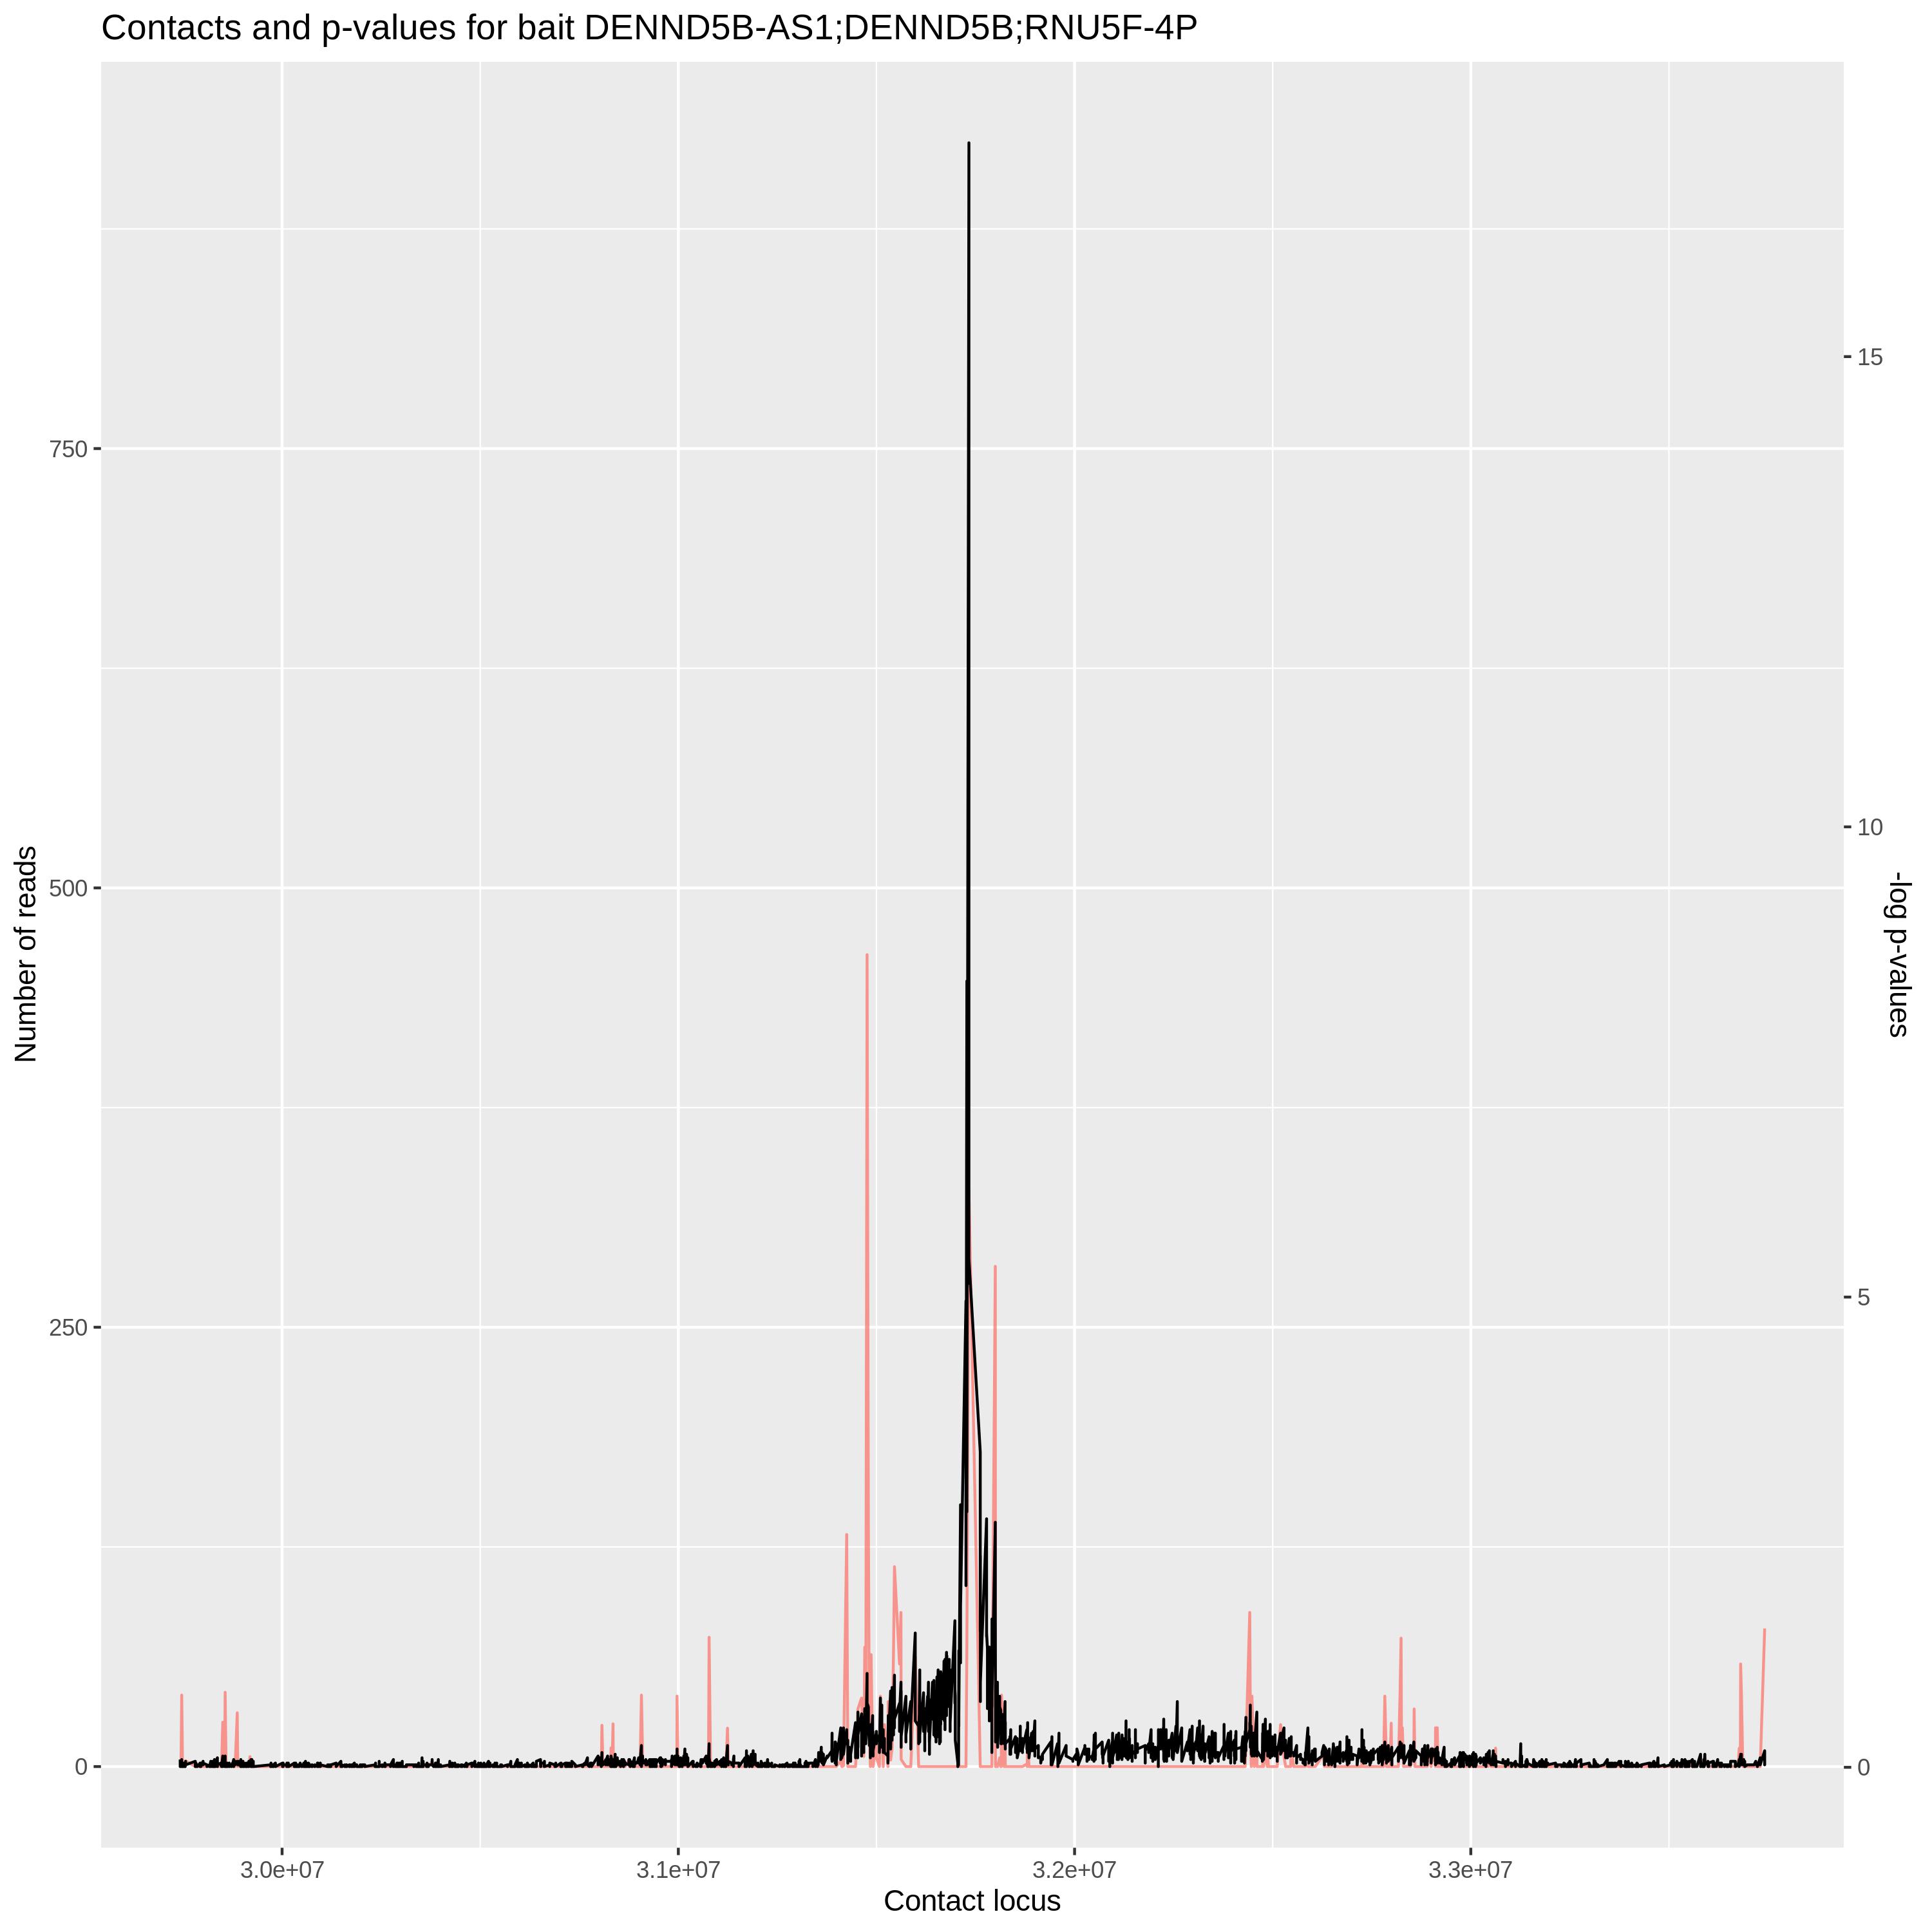 Contacts and p-values for bait DENND5B-AS1;DENND5B;RNU5F-4P
Number of reads
750
500
250
0
15
10
5
0
-log p-values
3.0e+07
3.1e+07
3.2e+07
3.3e+07
Contact locus